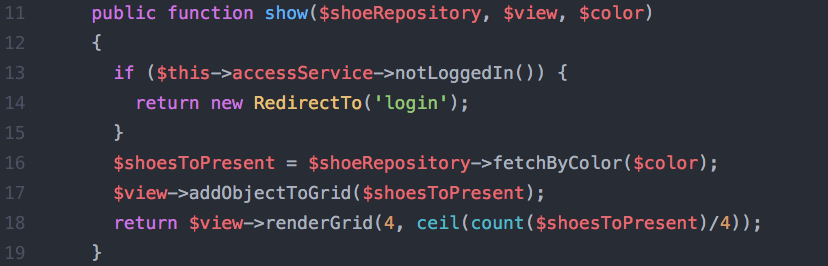 11 public function show($shoeRepository, $view, $color)
12 {
13 if ($this->accessService->notLoggedIn()) {
14 return new RedirectTo('login');
15 }
16 $shoesToPresent = $shoeRepository->fetchByColor($color);
17 $view->addObjectToGrid($shoesToPresent);
18 return $view->renderGrid(4, ceil(count($shoesToPresent)/4));
19 }